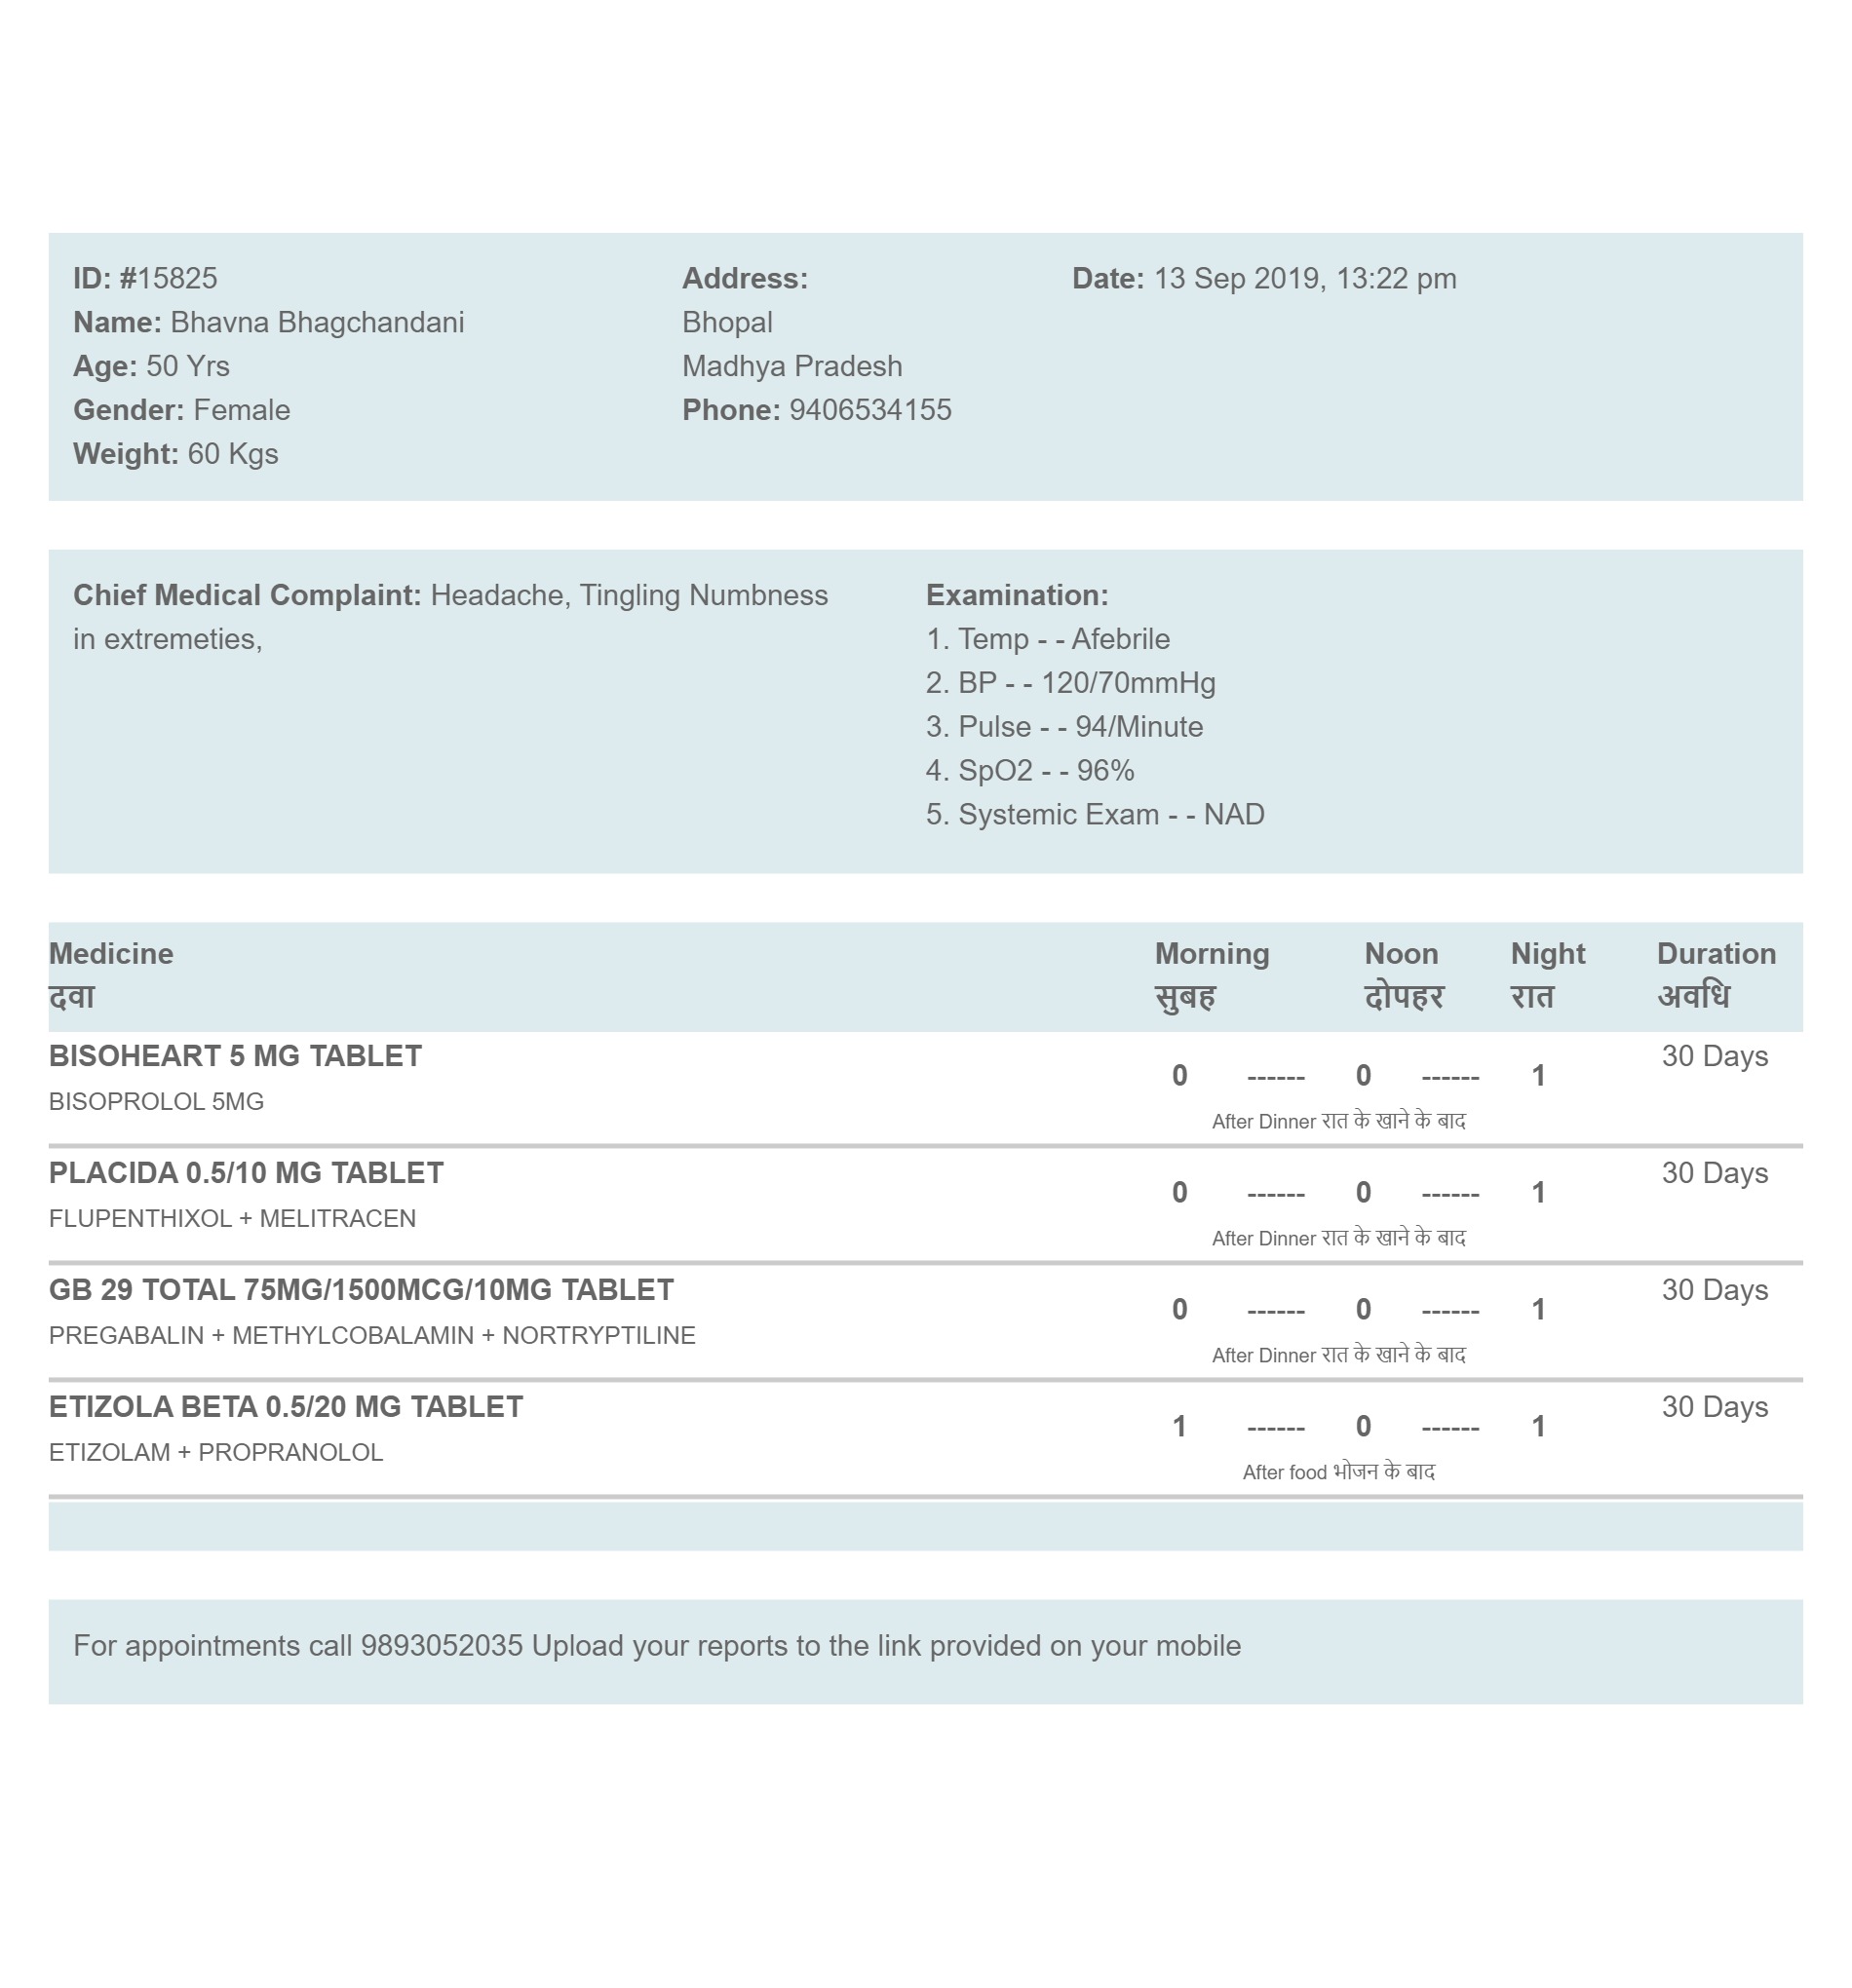 ID: #15825
Name: Bhavna Bhagchandani
Age: 50 Yrs
Gender: Female
Weight: 60 Kgs
Address:
Bhopal
Madhya Pradesh
Phone: 9406534155
Date: 13 Sep 2019, 13:22 pm
Chief Medical Complaint: Headache, Tingling Numbness
in extremeties,
Examination:
1. Temp - - Afebrile
2. BP - - 120/70mmHg
3. Pulse - - 94/Minute
4. SpO2 - - 96%
5. Systemic Exam - - NAD
Medicine Morning Noon Night Duration
दवा सुबह दोपहर रात अवधि
BISOHEART 5 MG TABLET 30 Days
0 ------ 0 ------ 1
BISOPROLOL 5MG
After Dinner रात के खाने के बाद
PLACIDA 0.5/10 MG TABLET 30 Days
0 ------ 0 ------ 1
FLUPENTHIXOL + MELITRACEN
After Dinner रात के खाने के बाद
GB 29 TOTAL 75MG/1500MCG/10MG TABLET 30 Days
0 ------ 0 ------ 1
PREGABALIN + METHYLCOBALAMIN + NORTRYPTILINE
After Dinner रात के खाने के बाद
ETIZOLA BETA 0.5/20 MG TABLET 30 Days
1 ------ 0 ------ 1
ETIZOLAM + PROPRANOLOL
After food भोजन के बाद
For appointments call 9893052035 Upload your reports to the link provided on your mobile